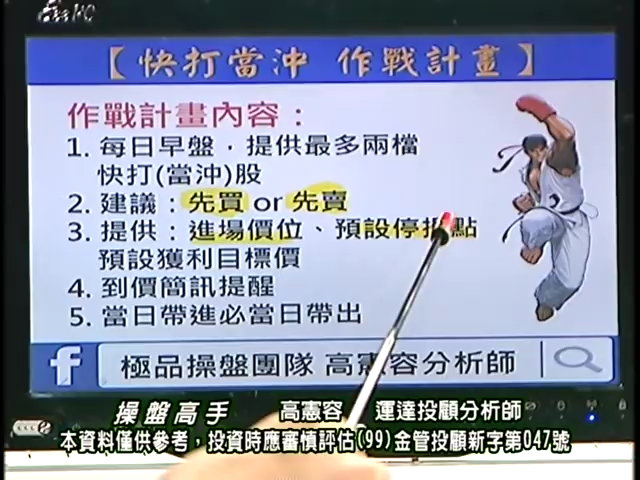 【快打當沖 作戰計畫】
作戰計畫內容：
1. 每日早盤，提供最多兩檔
快打(當沖)股
2. 建議：先買 or 先賣
3. 提供：進場價位、預設停損點
預設獲利目標價
4. 到價簡訊提醒
5. 當日帶進必當日帶出
f 極品操盤團隊 高憲容分析師
操盤高手 高憲容 運達投顧分析師
本資料僅供參考，投資時應審慎評估(99)金管投顧新字第047號